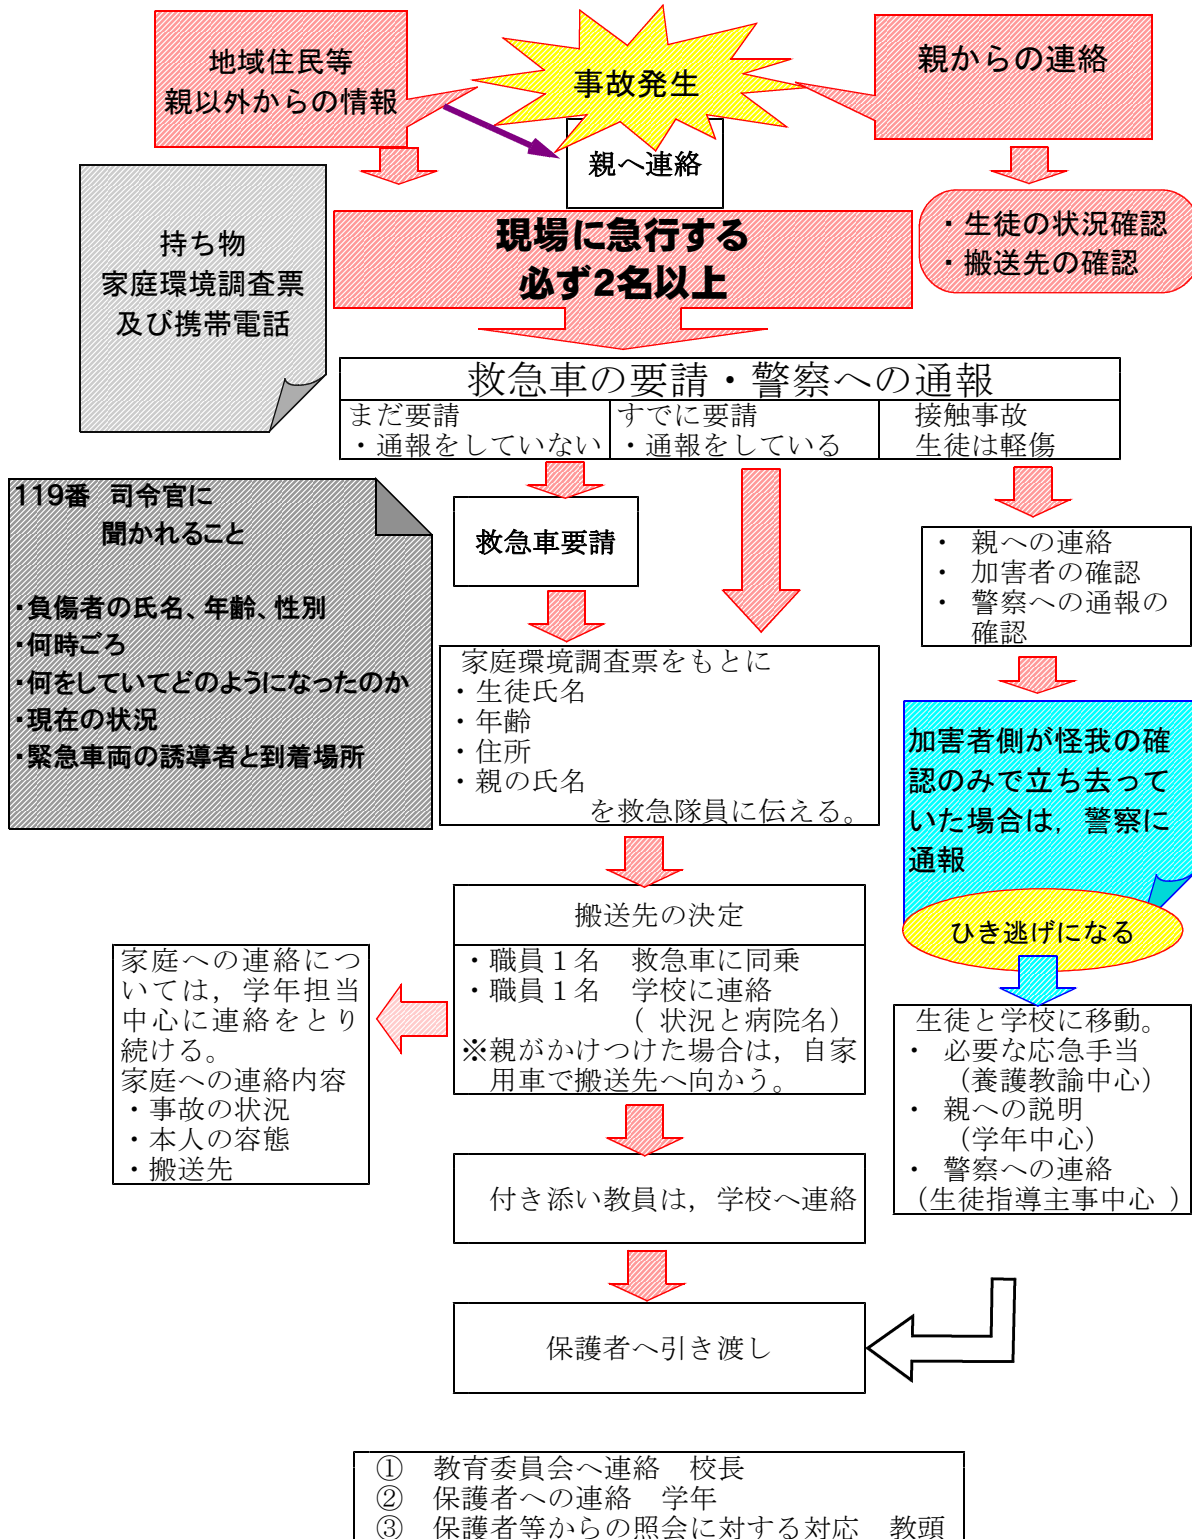 地域住民等
親以外からの情報
事故発生
親からの連絡
親へ連絡
持ち物
家庭環境調査票
及び携帯電話
現場に急行する
必ず2名以上
・生徒の状況確認
・搬送先の確認
救急車の要請・警察への通報
まだ要請
・通報をしていない
すでに要請
・通報をしている
接触事故
生徒は軽傷
119番　司令官に
聞かれること
・負傷者の氏名、年齢、性別
・何時ごろ
・何をしていてどのようになったのか
・現在の状況
・緊急車両の誘導者と到着場所
救急車要請
・　親への連絡
・　加害者の確認
・　警察への通報の
確認
家庭環境調査票をもとに
・生徒氏名
・年齢
・住所
・親の氏名
を救急隊員に伝える。
加害者側が怪我の確
認のみで立ち去って
いた場合は，警察に
通報
ひき逃げになる
搬送先の決定
・職員１名　救急車に同乗
・職員１名　学校に連絡
（ 状況と病院名）
※親がかけつけた場合は，自家
用車で搬送先へ向かう。
家庭への連絡につ
いては，学年担当
中心に連絡をとり
続ける。
家庭への連絡内容
・事故の状況
・本人の容態
・搬送先
生徒と学校に移動。
・　必要な応急手当
（養護教諭中心）
・　親への説明
（学年中心）
・　警察への連絡
（生徒指導主事中心 ）
付き添い教員は，学校へ連絡
保護者へ引き渡し
①　教育委員会へ連絡　校長
②　保護者への連絡　学年
③　保護者等からの照会に対する対応　教頭